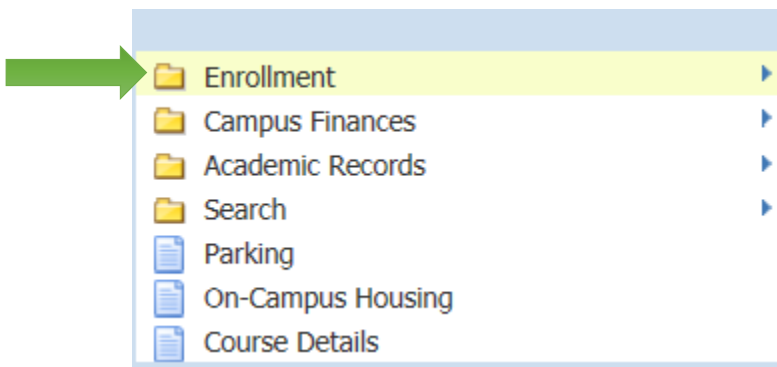 Enrollment
Campus Finances
Academic Records
Search
Parking
On-Campus Housing
Course Details